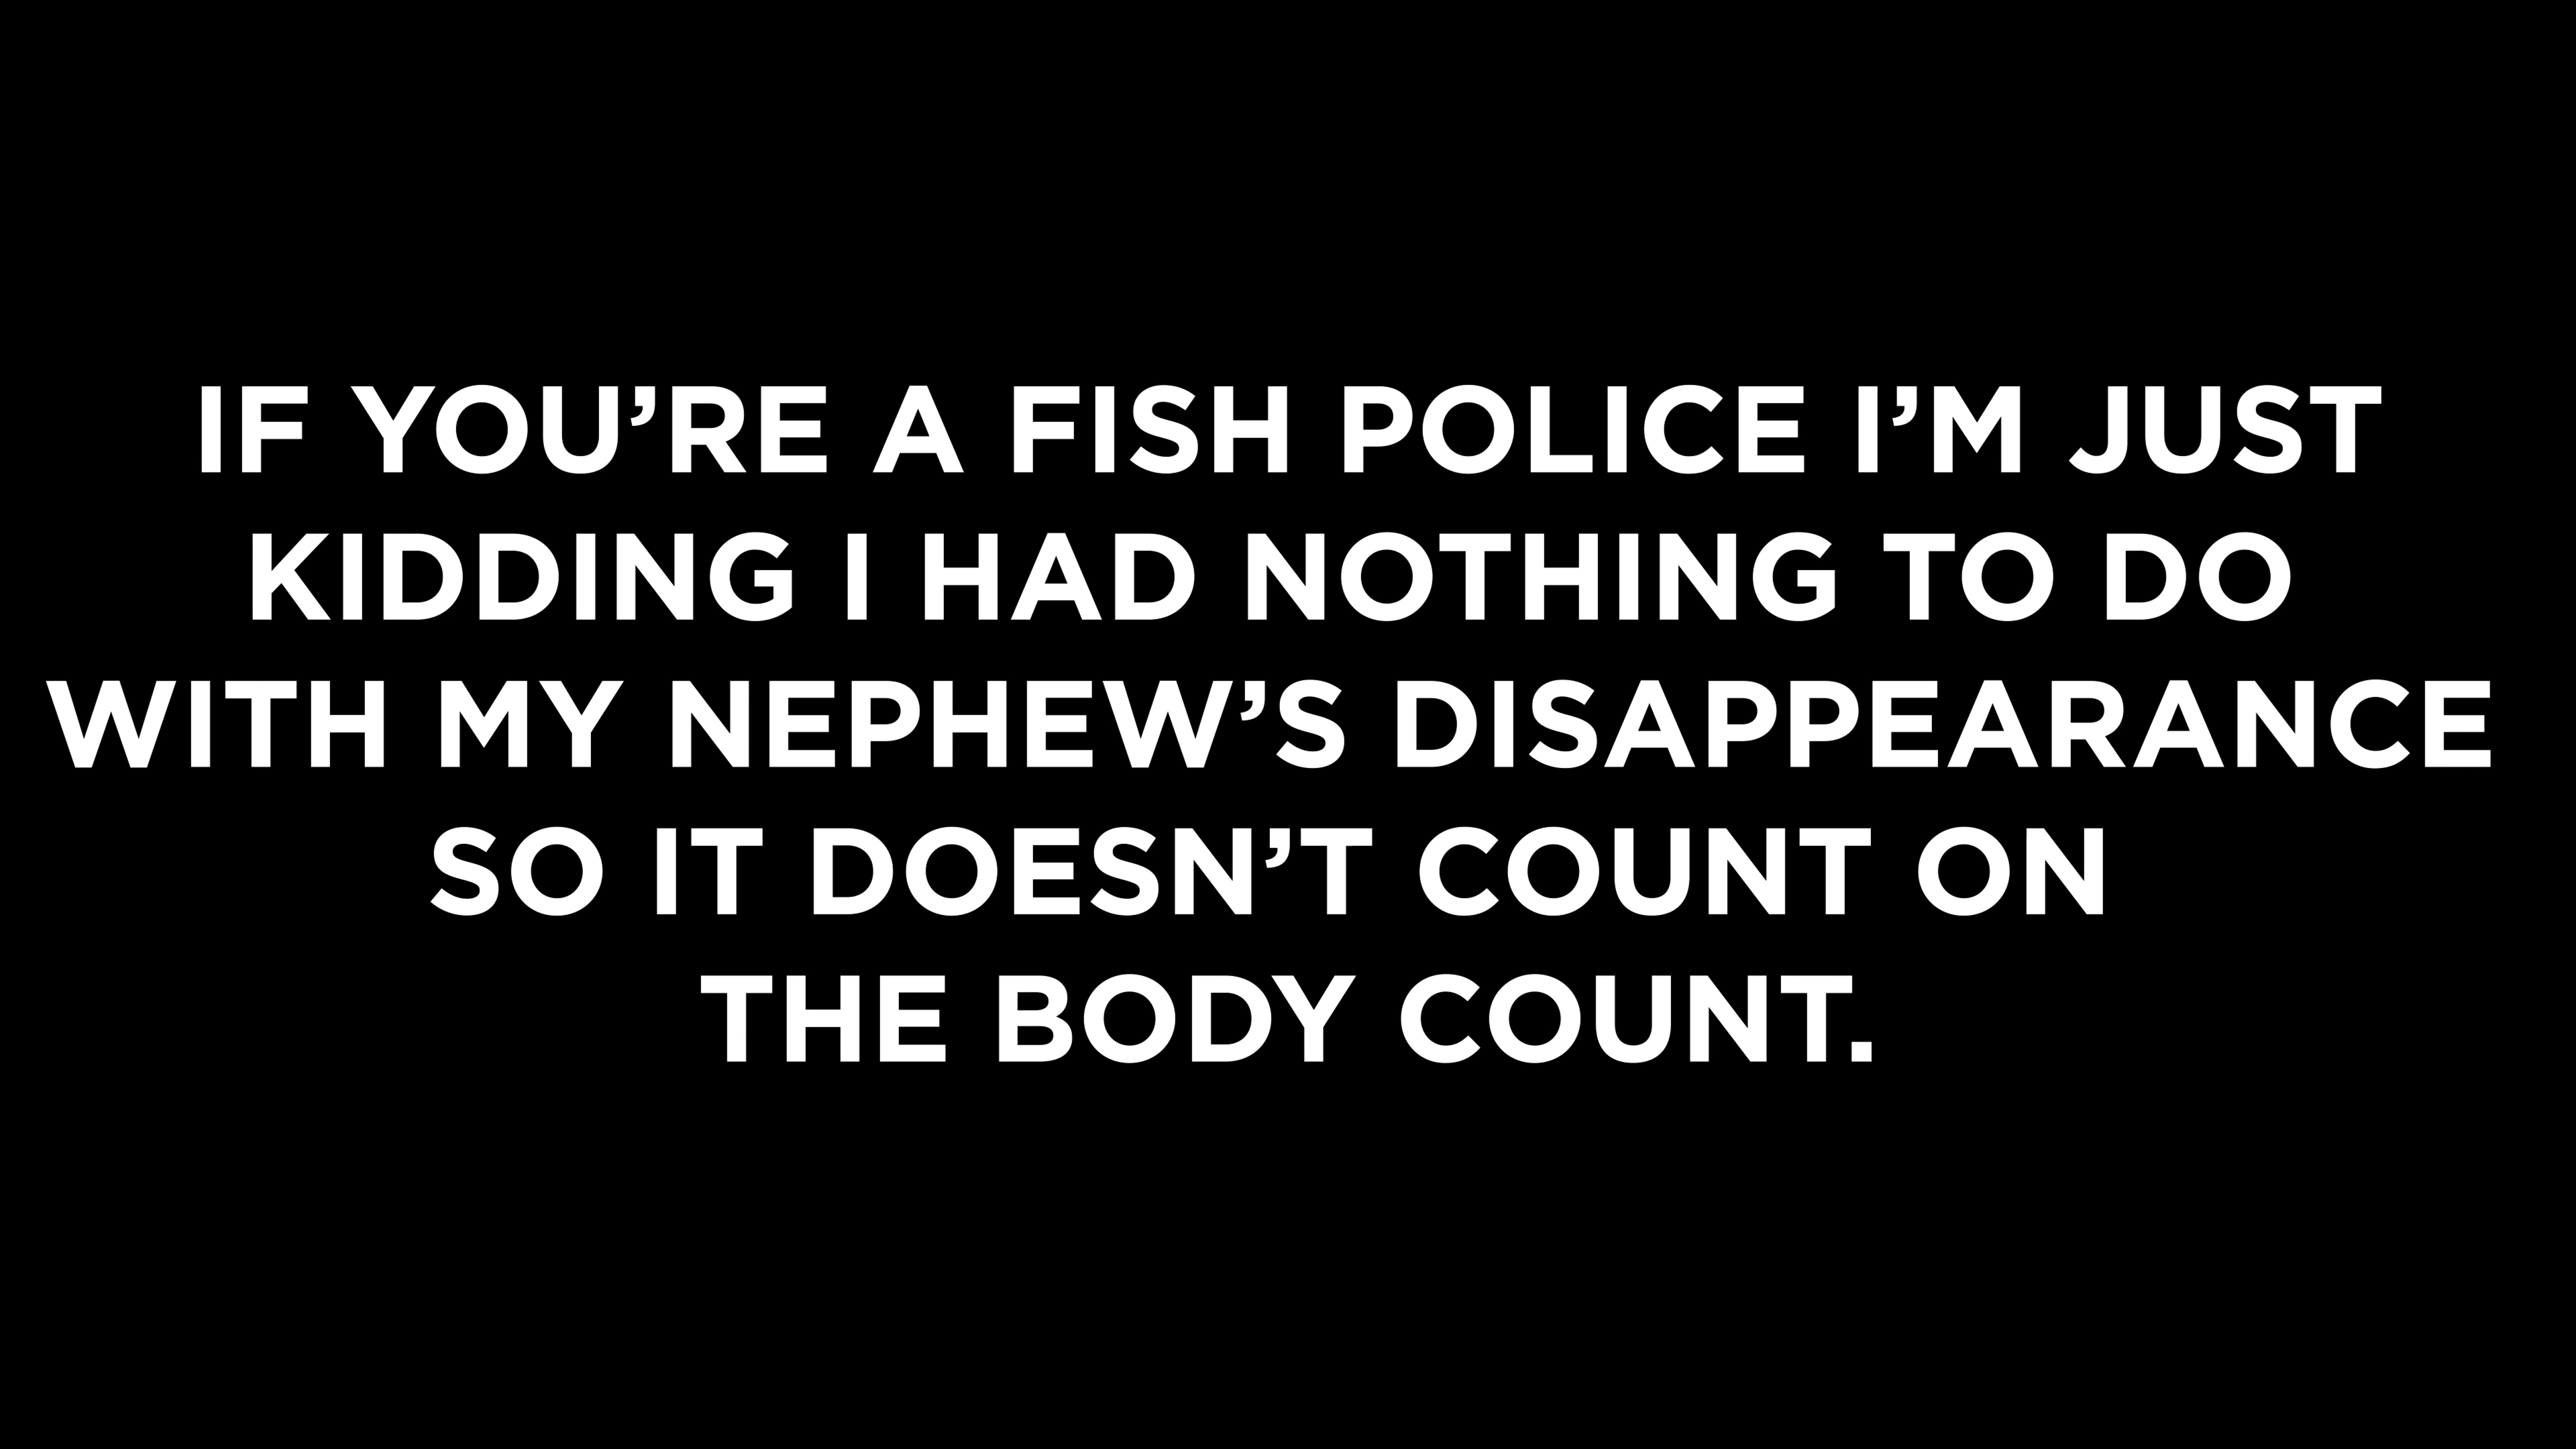 IF YOU’RE A FISH POLICE I’M JUST
KIDDING I HAD NOTHING TO DO
WITH MY NEPHEW’S DISAPPEARANCE
SO IT DOESN’T COUNT ON
THE BODY COUNT.